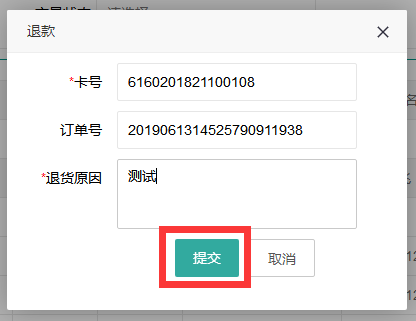 退款
*卡号 6160201821100108
订单号 2019061314525790911938
*退货原因 测试
提交 取消